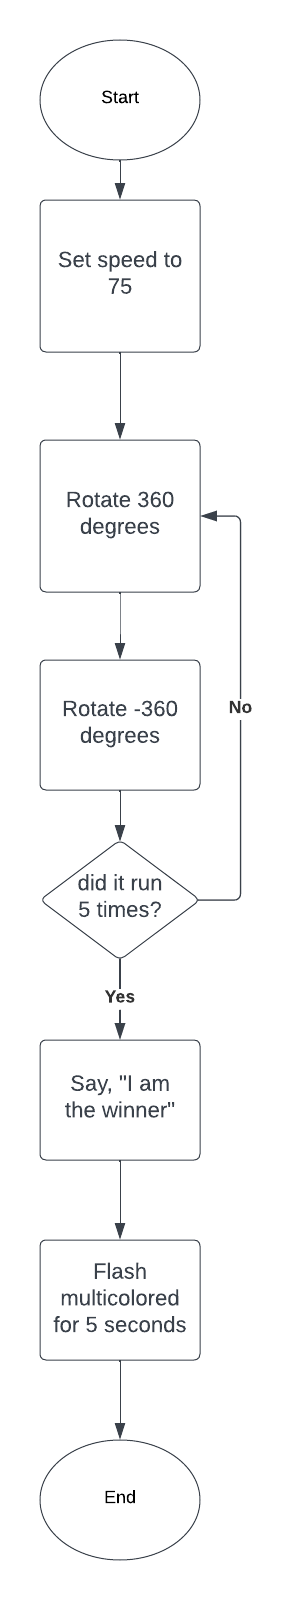 Start
Set speed to
75
Rotate 360
degrees
Rotate -360
degrees
No
did it run
5 times?
Yes
Say, "I am
the winner"
Flash
multicolored
for 5 seconds
End